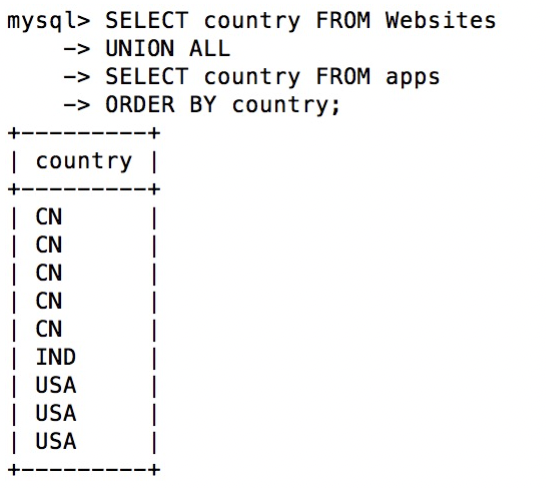 mysql> SELECT country FROM Websites
    -> UNION ALL
    -> SELECT country FROM apps
    -> ORDER BY country;
+---------+
| country |
+---------+
| CN      |
| CN      |
| CN      |
| CN      |
| CN      |
| IND     |
| USA     |
| USA     |
| USA     |
+---------+